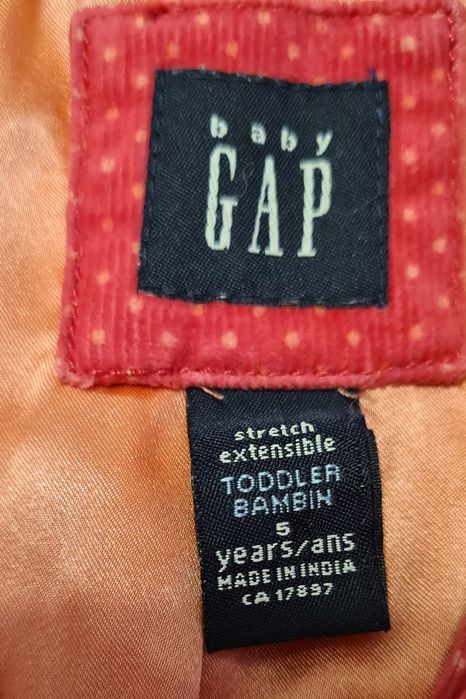 baby
GAP
stretch
extensible
TODDLER
BAMBIN
5
years/ans
MADE IN INDIA
CA 17897